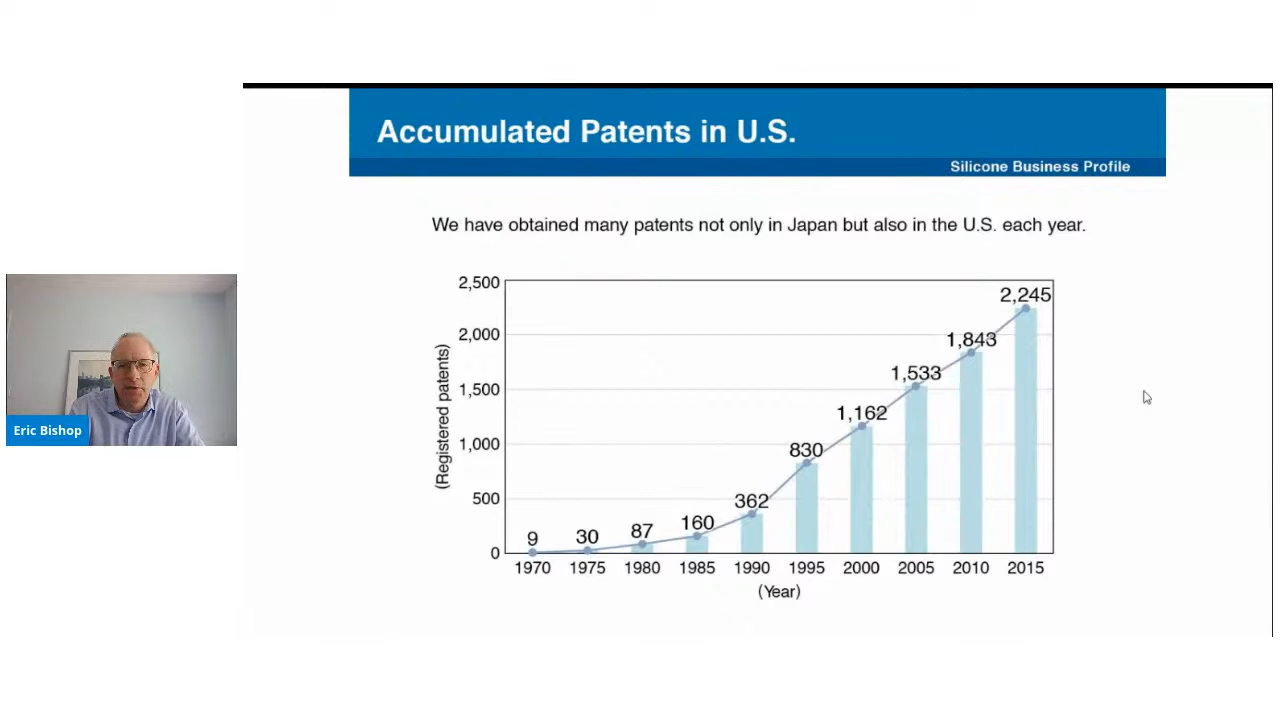 Accumulated Patents in U.S.
Silicone Business Profile
We have obtained many patents not only in Japan but also in the U.S. each year.
(Registered patents)
2,500
2,000
1,500
1,000
500
0
9
30
87
160
362
830
1,162
1,533
1,843
2,245
1970 1975 1980 1985 1990 1995 2000 2005 2010 2015
(Year)
Eric Bishop